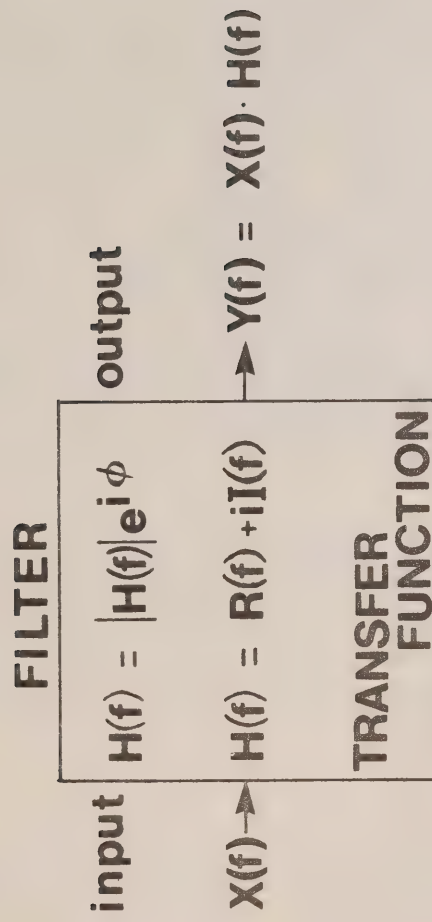 FILTER
input
output
H(f) = |H(f)|e^{iϕ}
X(f)
H(f) = R(f)+iI(f)
Y(f) = X(f)·H(f)
TRANSFER
FUNCTION